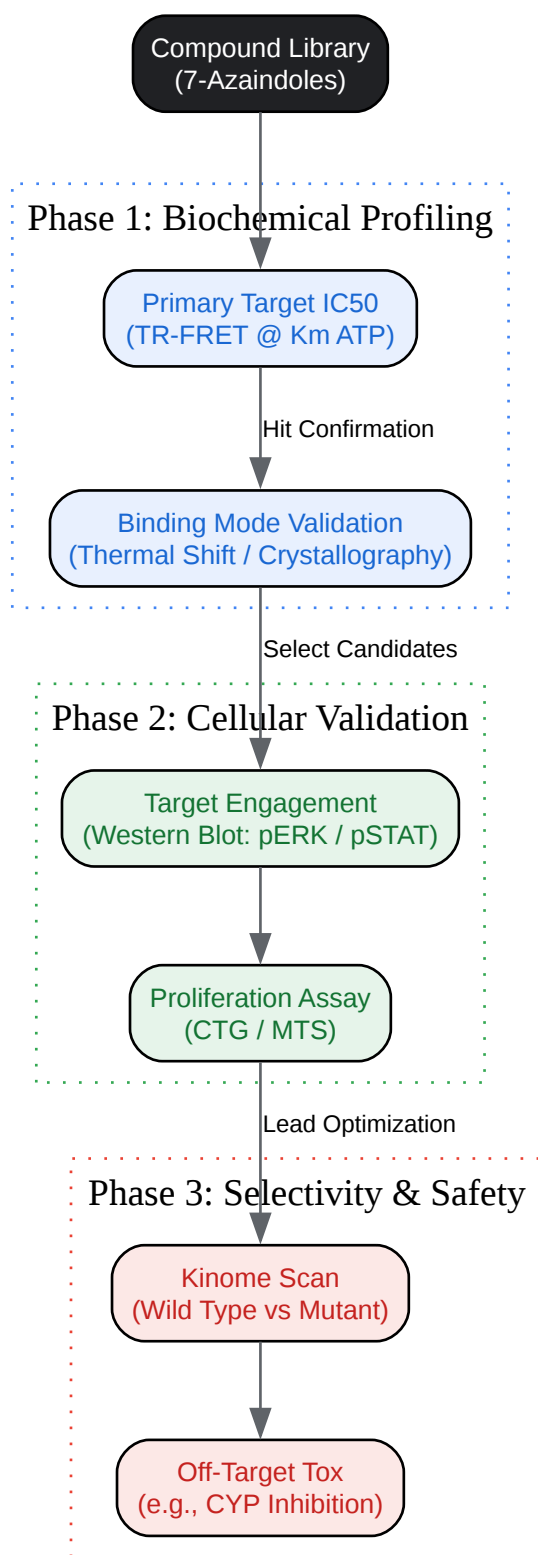 Compound Library
(7-Azaindoles)
Phase 1: Biochemical Profiling
Primary Target IC50
(TR-FRET @ Km ATP)
Hit Confirmation
Binding Mode Validation
(Thermal Shift / Crystallography)
Select Candidates
Phase 2: Cellular Validation
Target Engagement
(Western Blot: pERK / pSTAT)
Proliferation Assay
(CTG / MTS)
Lead Optimization
Phase 3: Selectivity & Safety
Kinome Scan
(Wild Type vs Mutant)
Off-Target Tox
(e.g., CYP Inhibition)